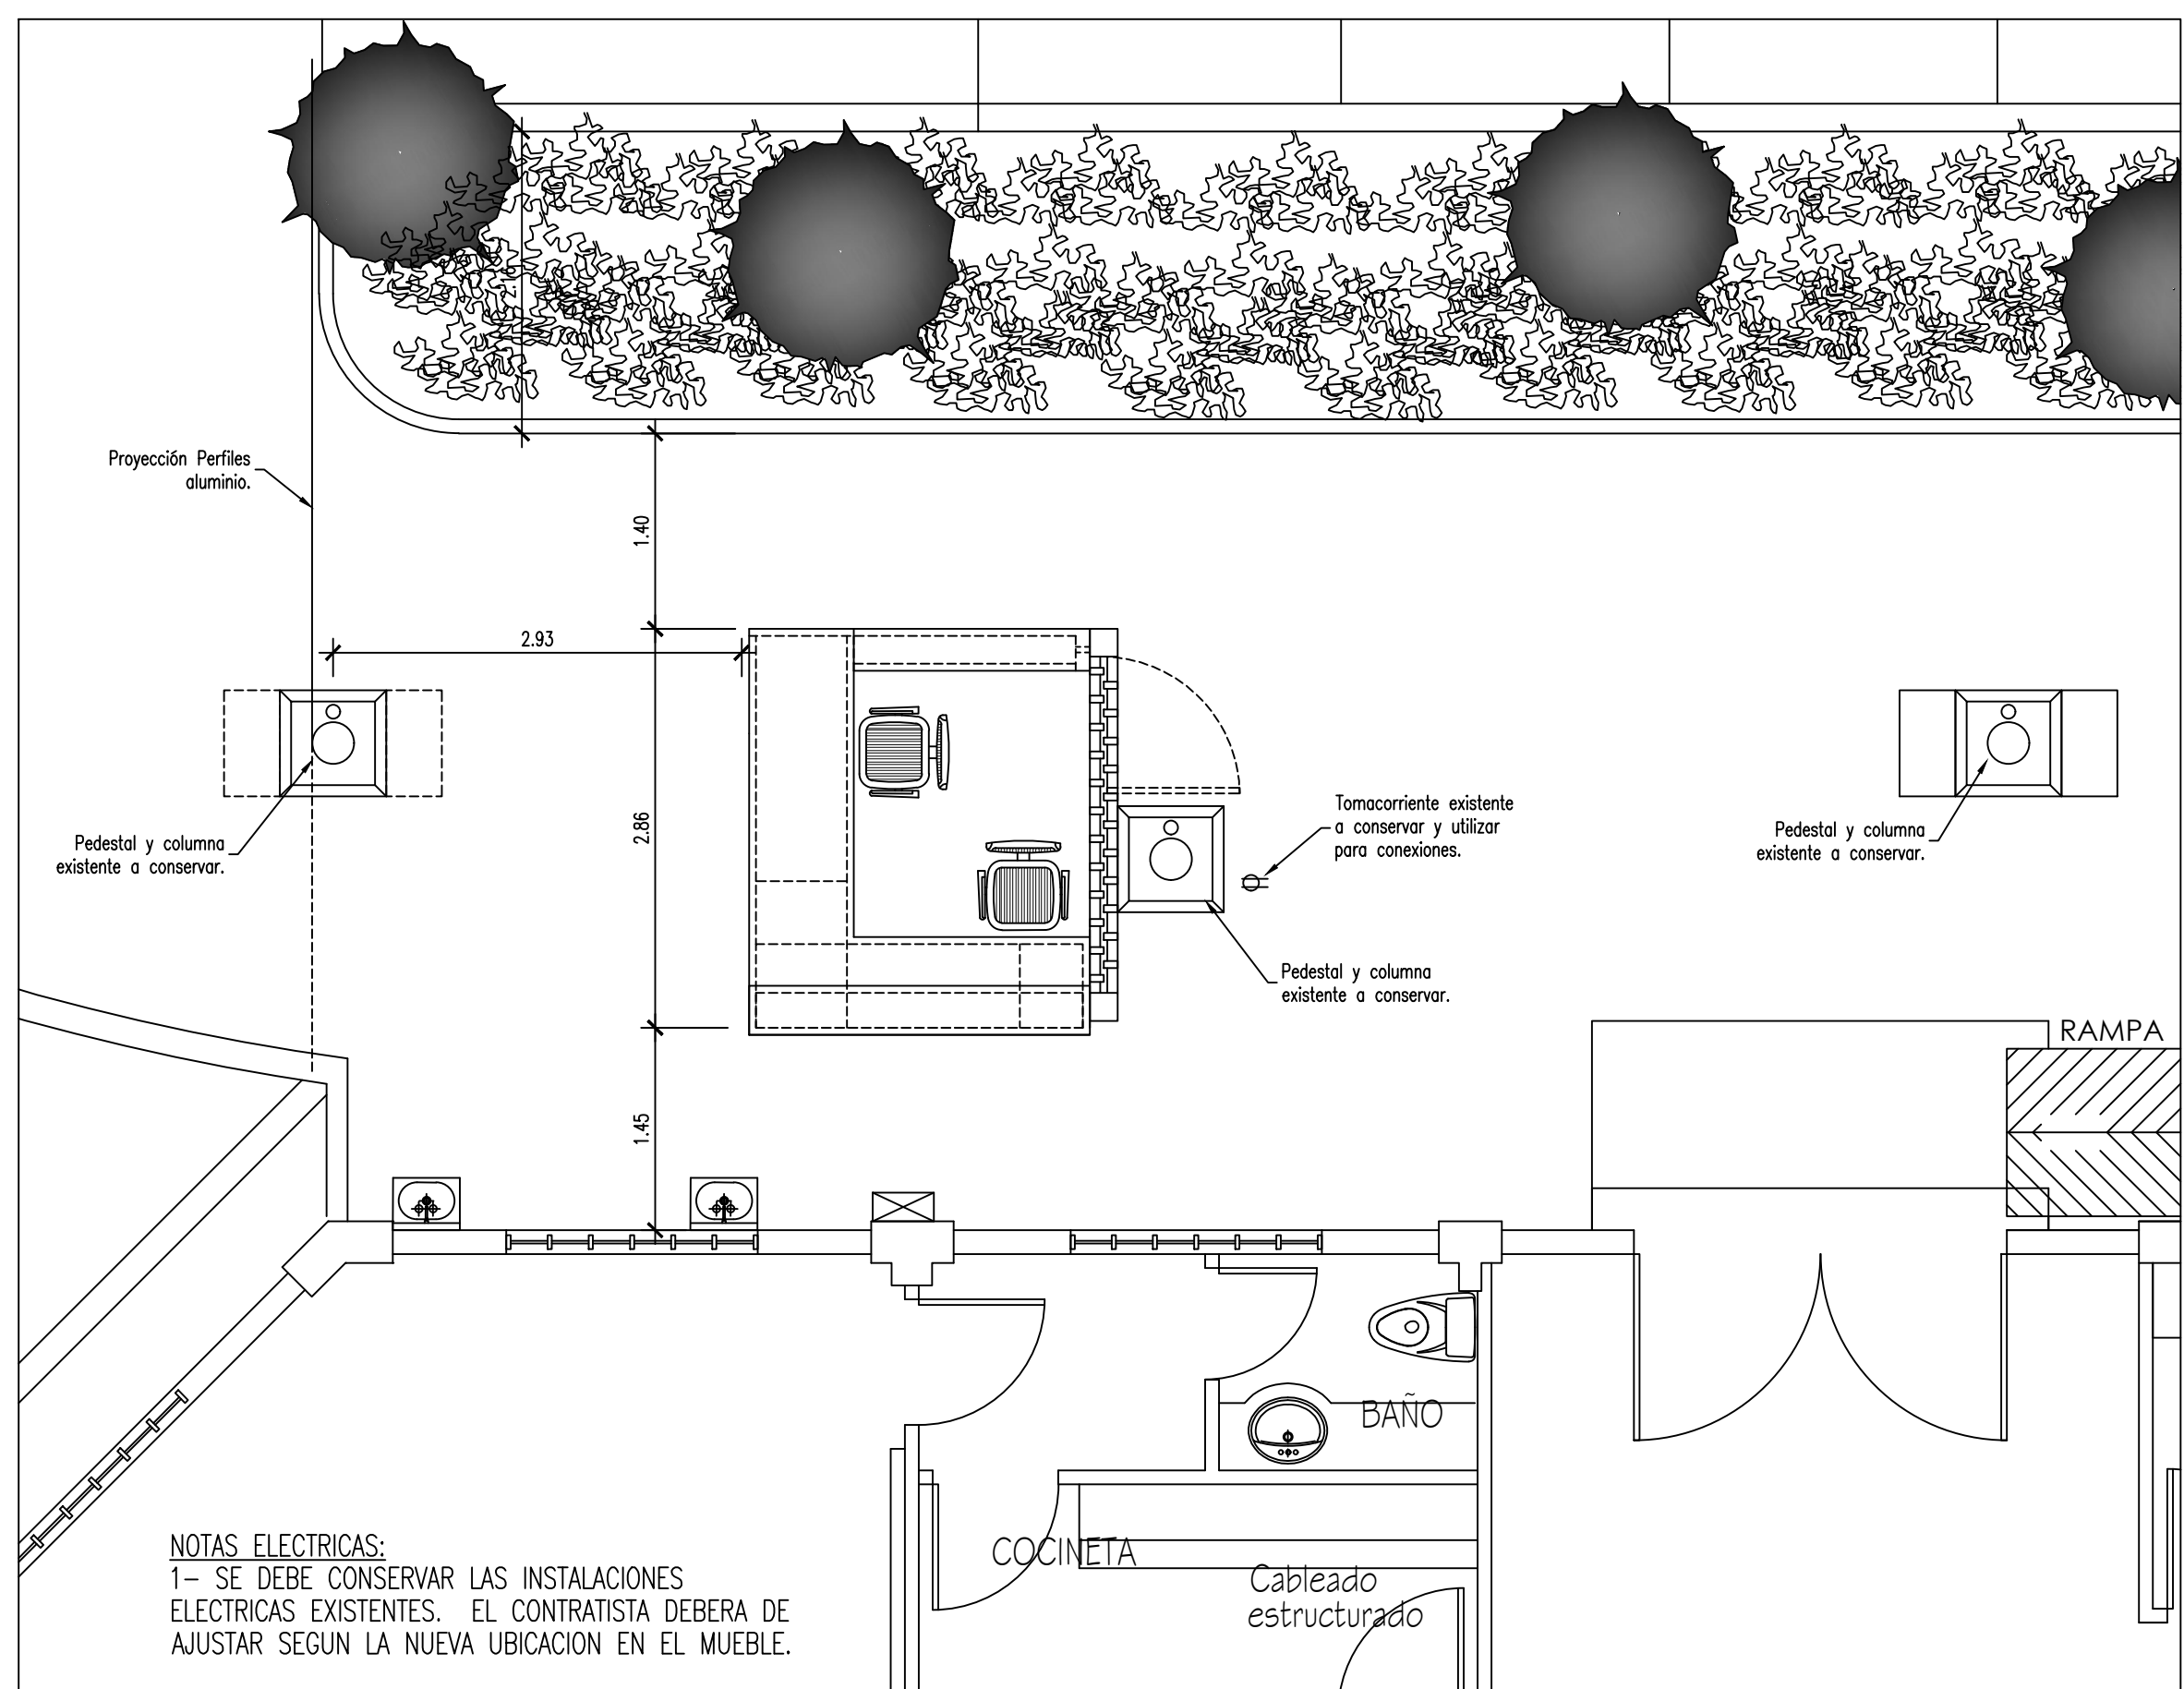 Proyección Perfiles
aluminio.
1.40
2.93
2.86
Tomacorriente existente
a conservar y utilizar
para conexiones.
Pedestal y columna
existente a conservar.
Pedestal y columna
existente a conservar.
Pedestal y columna
existente a conservar.
RAMPA
1.45
BAÑO
COCINETA
Cableado
estructurado
NOTAS ELECTRICAS:
1- SE DEBE CONSERVAR LAS INSTALACIONES
ELECTRICAS EXISTENTES. EL CONTRATISTA DEBERA DE
AJUSTAR SEGUN LA NUEVA UBICACION EN EL MUEBLE.